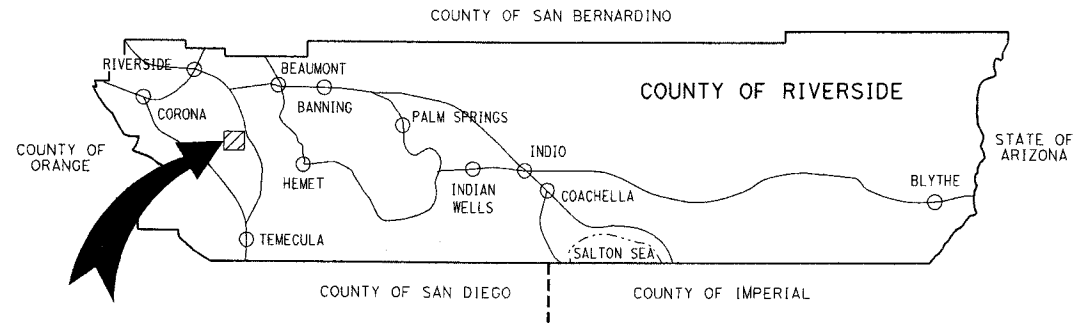 COUNTY OF SAN BERNARDINO
RIVERSIDE
BEAUMONT
COUNTY OF RIVERSIDE
CORONA
BANNING
PALM SPRINGS
COUNTY OF
ORANGE
STATE OF
ARIZONA
INDIO
HEMET
INDIAN
WELLS
BLYTHE
COACHELLA
TEMECULA
SALTON SEA
COUNTY OF SAN DIEGO
COUNTY OF IMPERIAL